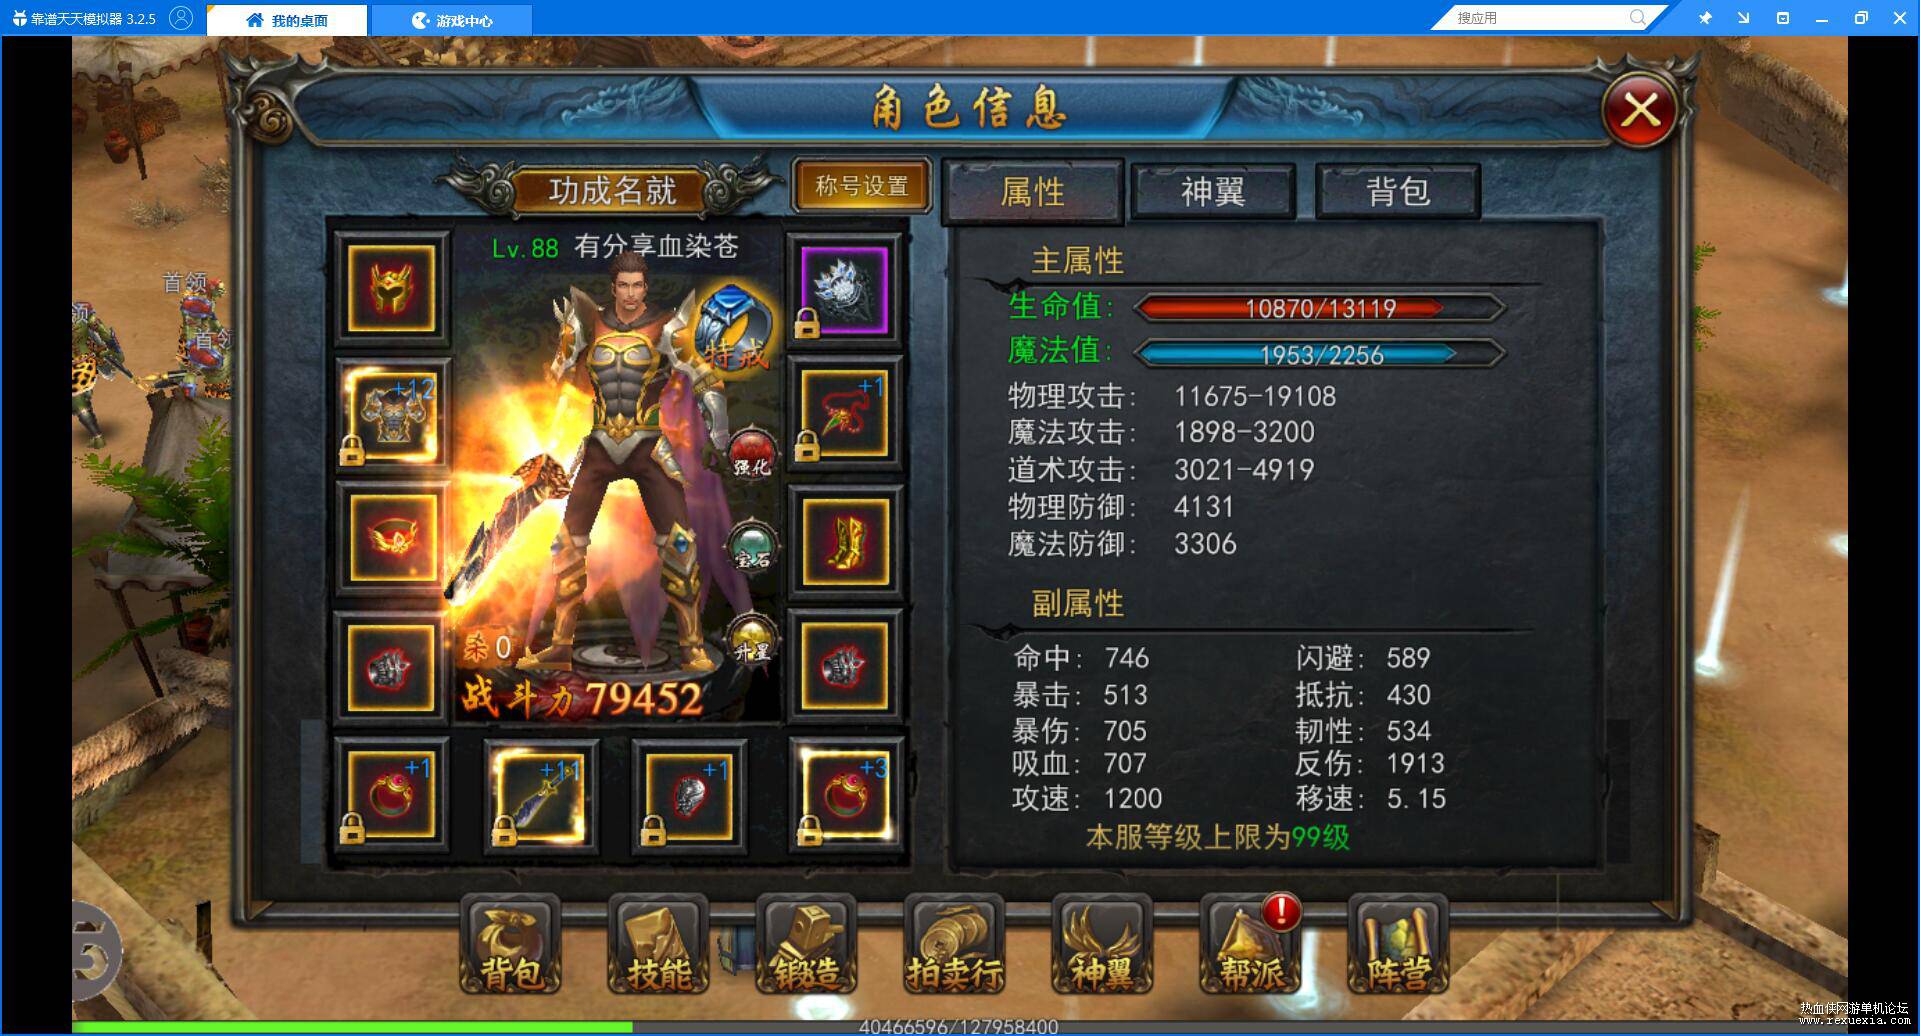 靠谱天天模拟器 3.2.5
我的桌面
游戏中心
搜应用
角色信息
功成名就
称号设置
属性
神翼
背包
Lv.88 有分享血染苍
首领
首领
特戒
强化
宝石
升星
+12
+1
杀 0
战斗力 79452
+1
+11
+1
+3
主属性
生命值: 10870/13119
魔法值: 1953/2256
物理攻击: 11675-19108
魔法攻击: 1898-3200
道术攻击: 3021-4919
物理防御: 4131
魔法防御: 3306
副属性
命中: 746 闪避: 589
暴击: 513 抵抗: 430
暴伤: 705 韧性: 534
吸血: 707 反伤: 1913
攻速: 1200 移速: 5.15
本服等级上限为99级
背包
技能
锻造
拍卖行
神翼
帮派
阵营
40466596/127958400
热血侠网游单机论坛
www.rexuexia.com